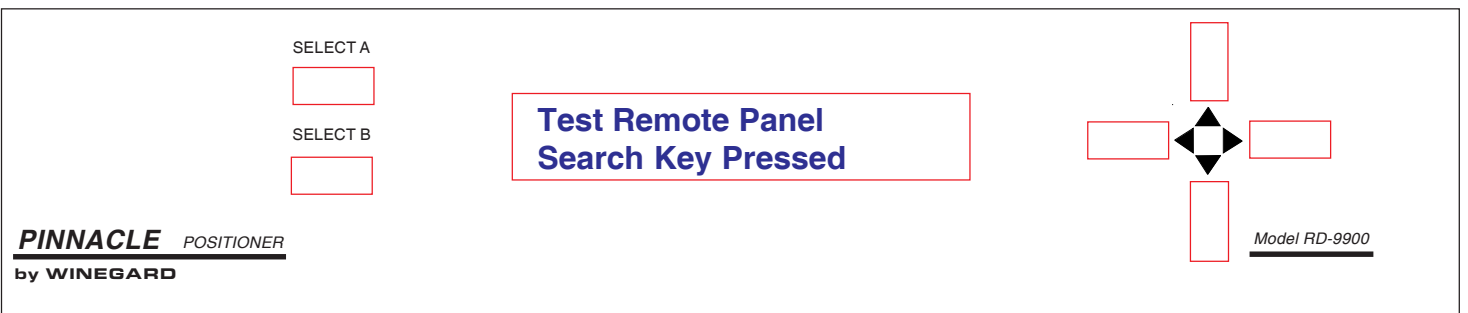 SELECT A
SELECT B
Test Remote Panel
Search Key Pressed
PINNACLE POSITIONER
by WINEGARD
Model RD-9900